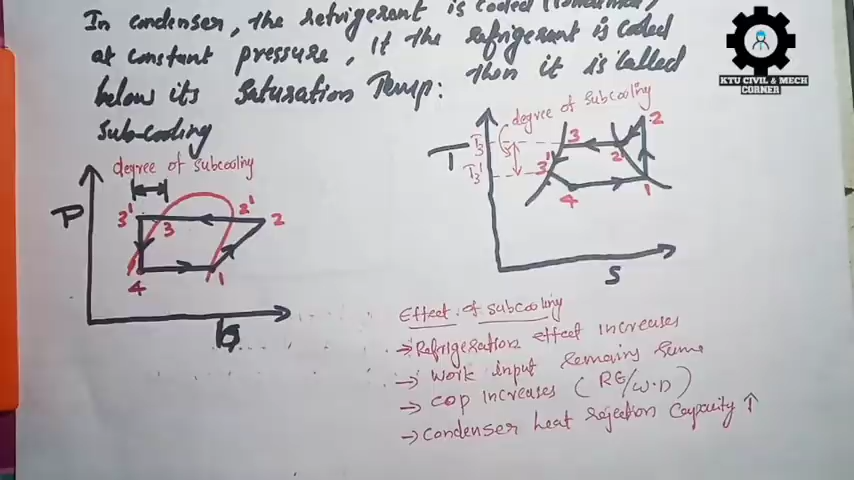 In condenser, the refrigerant is cooled (condensed)
at constant pressure, If the refrigerant is cooled
below its saturation Temp: then it is called
Sub-cooling
KTU CIVIL & MECH
CORNER
degree of subcooling
P
3' 3 2' 2
4 1
h
degree of subcooling
T
T3 3 2
T3' 3' 2'
4 1
S
Effect of subcooling
→ Refrigeration effect increases
→ Work input remains same
→ COP increases (RE/W.D)
→ Condenser heat rejection capacity ↑